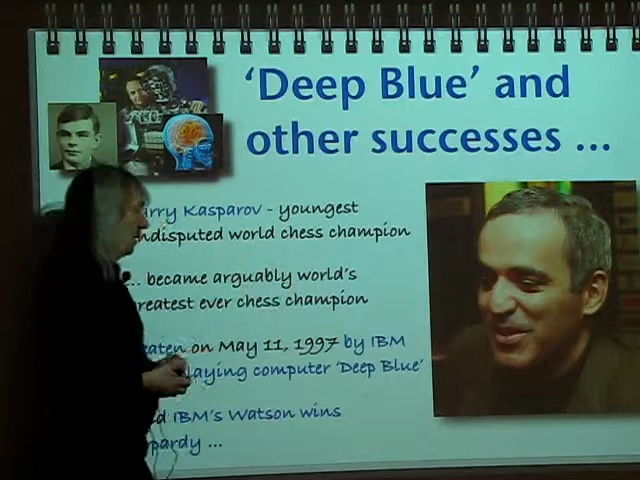 ‘Deep Blue’ and
other successes ...
arry Kasparov - youngest
ndisputed world chess champion
... became arguably world's
reatest ever chess champion
eaten on May 11, 1997 by IBM
laying computer ‘Deep Blue’
d IBM's Watson wins
pardy ...